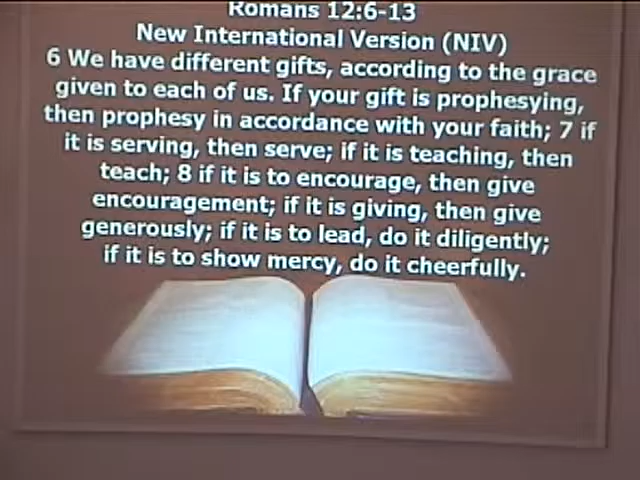 Romans 12:6-13
New International Version (NIV)
6 We have different gifts, according to the grace
given to each of us. If your gift is prophesying,
then prophesy in accordance with your faith; 7 if
it is serving, then serve; if it is teaching, then
teach; 8 if it is to encourage, then give
encouragement; if it is giving, then give
generously; if it is to lead, do it diligently;
if it is to show mercy, do it cheerfully.